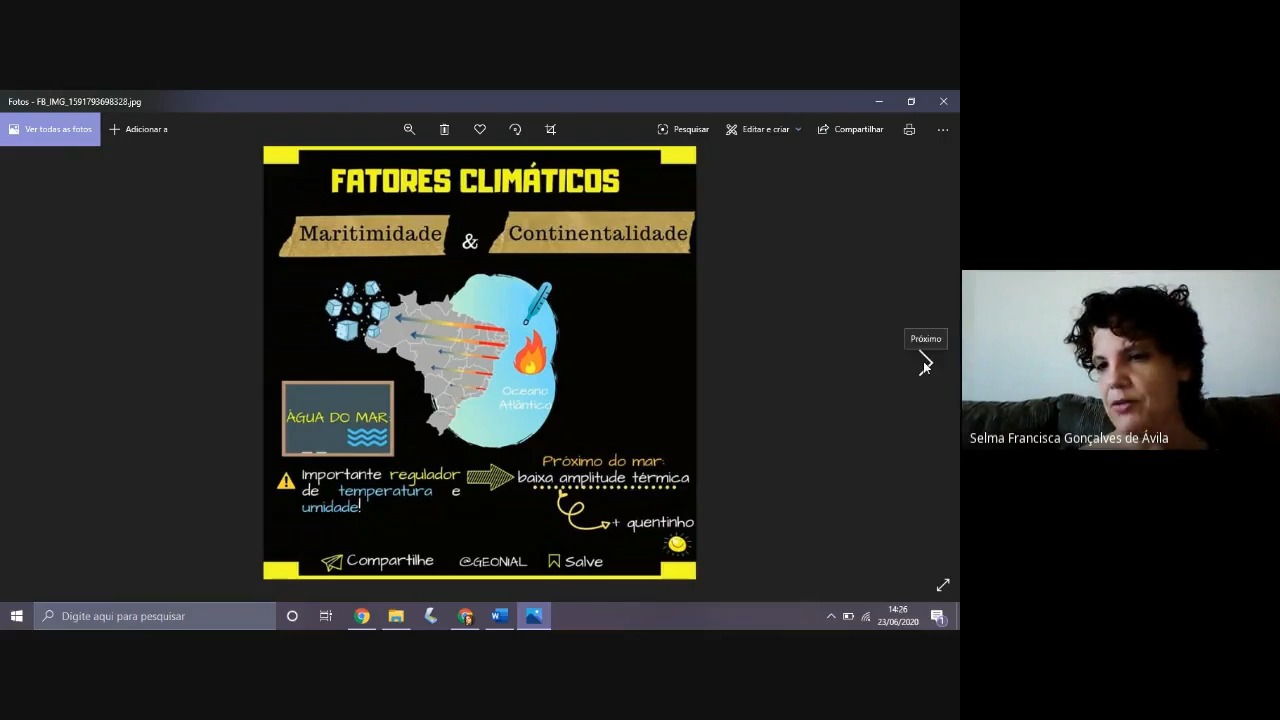 Fotos - FB_IMG_1591793698328.jpg
Ver todas as fotos
Adicionar a
Pesquisar
Editar e criar
Compartilhar
FATORES CLIMÁTICOS
Maritimidade & Continentalidade
Oceano
Atlântico
ÁGUA DO MAR:
Importante regulador
de temperatura e
umidade!
Próximo do mar:
baixa amplitude térmica
+ quentinho
Compartilhe @GEONIAL Salve
Próximo
Selma Francisca Gonçalves de Ávila
Digite aqui para pesquisar
14:26
23/06/2020
1